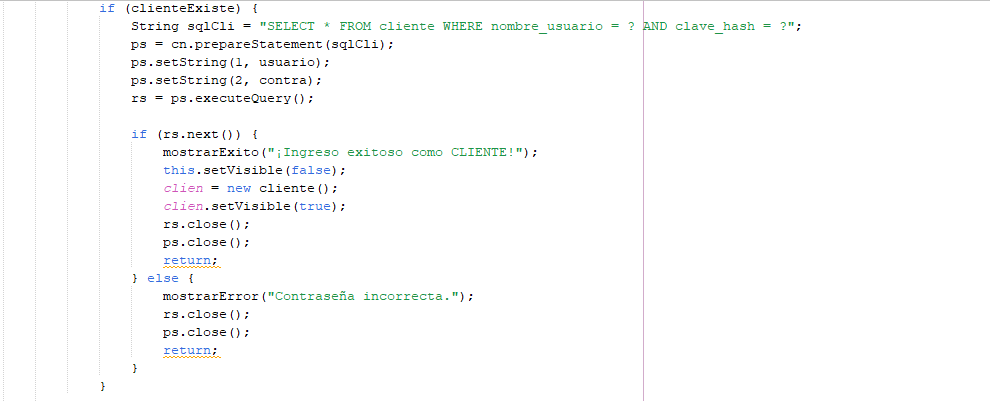 if (clienteExiste) {
String sqlCli = "SELECT * FROM cliente WHERE nombre_usuario = ? AND clave_hash = ?";
ps = cn.prepareStatement(sqlCli);
ps.setString(1, usuario);
ps.setString(2, contra);
rs = ps.executeQuery();
if (rs.next()) {
mostrarExito("¡Ingreso exitoso como CLIENTE!");
this.setVisible(false);
clien = new cliente();
clien.setVisible(true);
rs.close();
ps.close();
return;
} else {
mostrarError("Contraseña incorrecta.");
rs.close();
ps.close();
return;
}
}